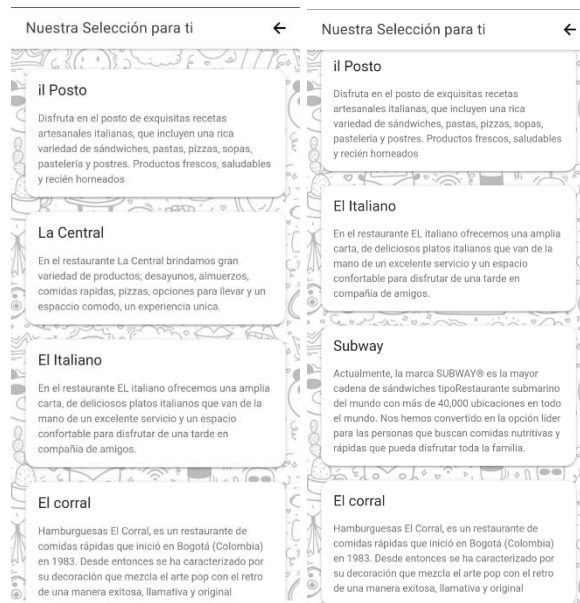 Nuestra Selección para ti
il Posto
Disfruta en el posto de exquisitas recetas
artesanales italianas, que incluyen una rica
variedad de sándwiches, pastas, pizzas, sopas,
pastelería y postres. Productos frescos, saludables
y recién horneados
La Central
En el restaurante La Central brindamos gran
variedad de productos; desayunos, almuerzos,
comidas rapidas, pizzas, opciones para llevar y un
espaccio comodo, un experiencia unica.
El Italiano
En el restaurante EL italiano ofrecemos una amplia
carta, de deliciosos platos italianos que van de la
mano de un excelente servicio y un espacio
confortable para disfrutar de una tarde en
compañia de amigos.
El corral
Hamburguesas El Corral, es un restaurante de
comidas rápidas que inició en Bogotá (Colombia)
en 1983. Desde entonces se ha caracterizado por
su decoración que mezcla el arte pop con el retro
de una manera exitosa, llamativa y original
Nuestra Selección para ti
il Posto
Disfruta en el posto de exquisitas recetas
artesanales italianas, que incluyen una rica
variedad de sándwiches, pastas, pizzas, sopas,
pastelería y postres. Productos frescos, saludables
y recién horneados
El Italiano
En el restaurante EL italiano ofrecemos una amplia
carta, de deliciosos platos italianos que van de la
mano de un excelente servicio y un espacio
confortable para disfrutar de una tarde en
compañia de amigos.
Subway
Actualmente, la marca SUBWAY® es la mayor
cadena de sándwiches tipoRestaurante submarino
del mundo con más de 40,000 ubicaciones en todo
el mundo. Nos hemos convertido en la opción líder
para las personas que buscan comidas nutritivas y
rápidas que pueda disfrutar toda la familia.
El corral
Hamburguesas El Corral, es un restaurante de
comidas rápidas que inició en Bogotá (Colombia)
en 1983. Desde entonces se ha caracterizado por
su decoración que mezcla el arte pop con el retro
de una manera exitosa, llamativa y original